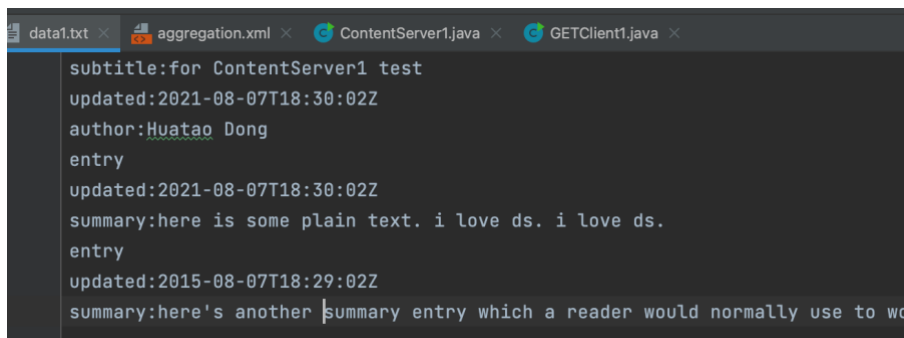 data1.txt aggregation.xml ContentServer1.java GETClient1.java
subtitle:for ContentServer1 test
updated:2021-08-07T18:30:02Z
author:Huatao Dong
entry
updated:2021-08-07T18:30:02Z
summary:here is some plain text. i love ds. i love ds.
entry
updated:2015-08-07T18:29:02Z
summary:here's another summary entry which a reader would normally use to